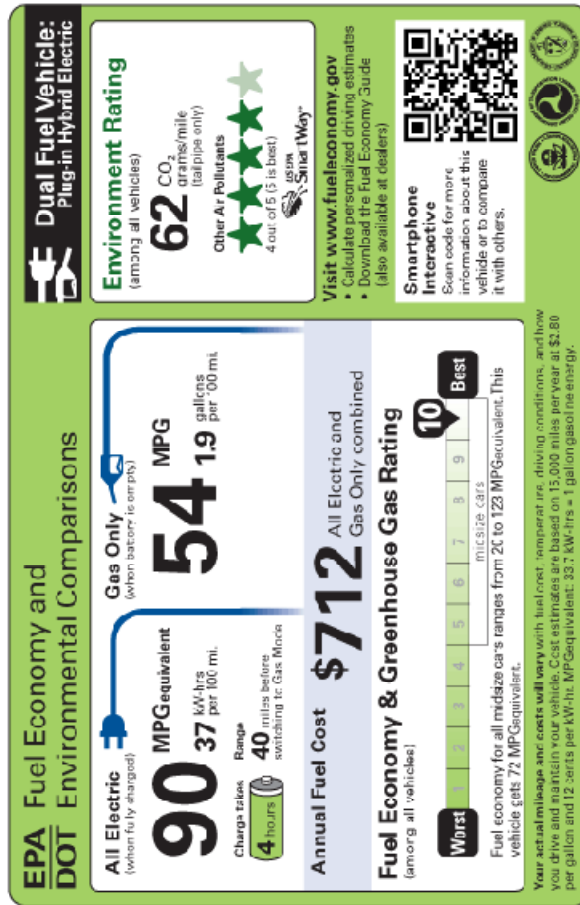 EPA
DOT
Fuel Economy and
Environmental Comparisons
Dual Fuel Vehicle:
Plug-in Hybrid Electric
All Electric
(when fully charged)
90
MPGequivalent
37 kW-hrs
per 100 mi.
Charge takes
4 hours
Range
40 miles before
switching to Gas Mode
Gas Only
(when battery is empty)
54
MPG
1.9 gallons
per 100 mi.
Annual Fuel Cost $712 All Electric and
Gas Only combined
Fuel Economy & Greenhouse Gas Rating
(among all vehicles)
Worst 1 2 3 4 5 6 7 8 9 10 Best
midsize cars
Fuel economy for all midsize cars ranges from 20 to 123 MPGequivalent. This
vehicle gets 72 MPGequivalent.
Environment Rating
(among all vehicles)
62 CO2
grams/mile
(tailpipe only)
Other Air Pollutants
4 out of 5 (5 is best)
US EPA
SmartWay
Visit www.fueleconomy.gov
• Calculate personalized driving estimates
• Download the Fuel Economy Guide
(also available at dealers)
Smartphone
Interactive
Scan code for more
information about this
vehicle or to compare
it with others.
Your actual mileage and costs will vary with fuel cost, temperature, driving conditions, and how
you drive and maintain your vehicle. Cost estimates are based on 15,000 miles per year at $2.80
per gallon and 12 cents per kW-hr. MPGequivalent: 33.7 kW-hrs = 1 gallon gasoline energy.